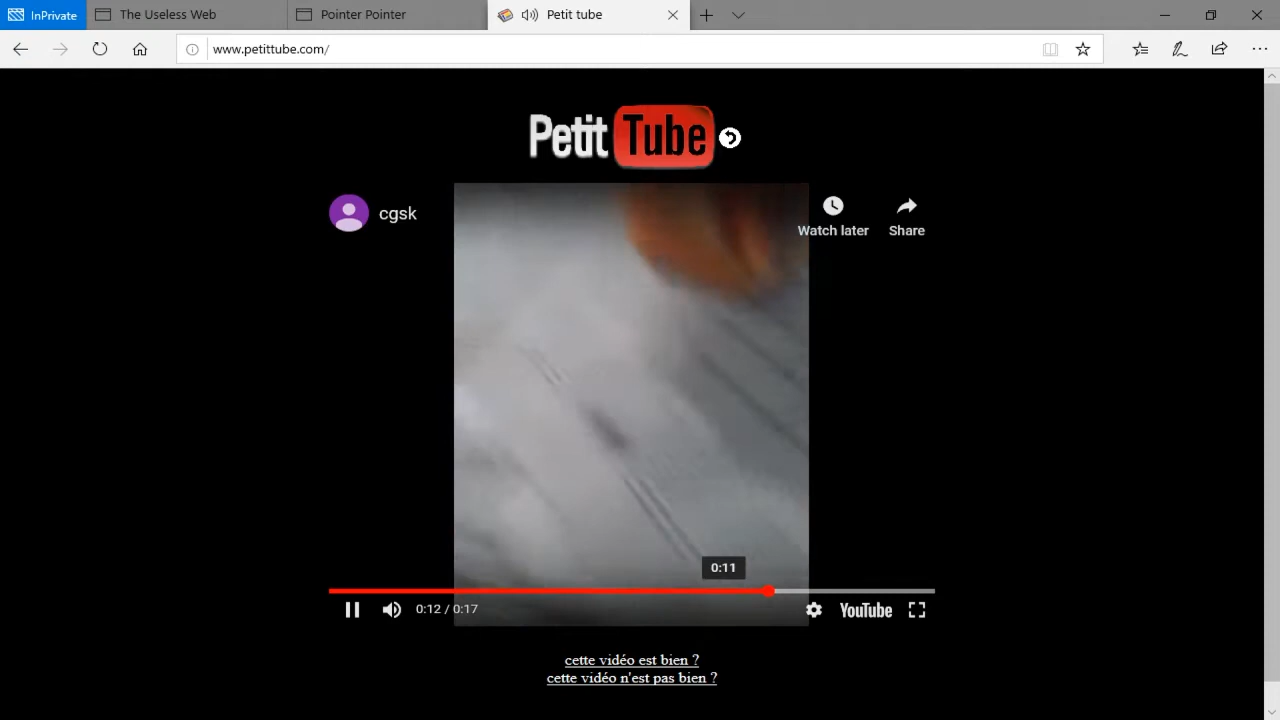 InPrivate The Useless Web Pointer Pointer Petit tube
www.petittube.com/
Petit Tube
cgsk
Watch later Share
0:11
0:12 / 0:17
YouTube
cette vidéo est bien ?
cette vidéo n'est pas bien ?